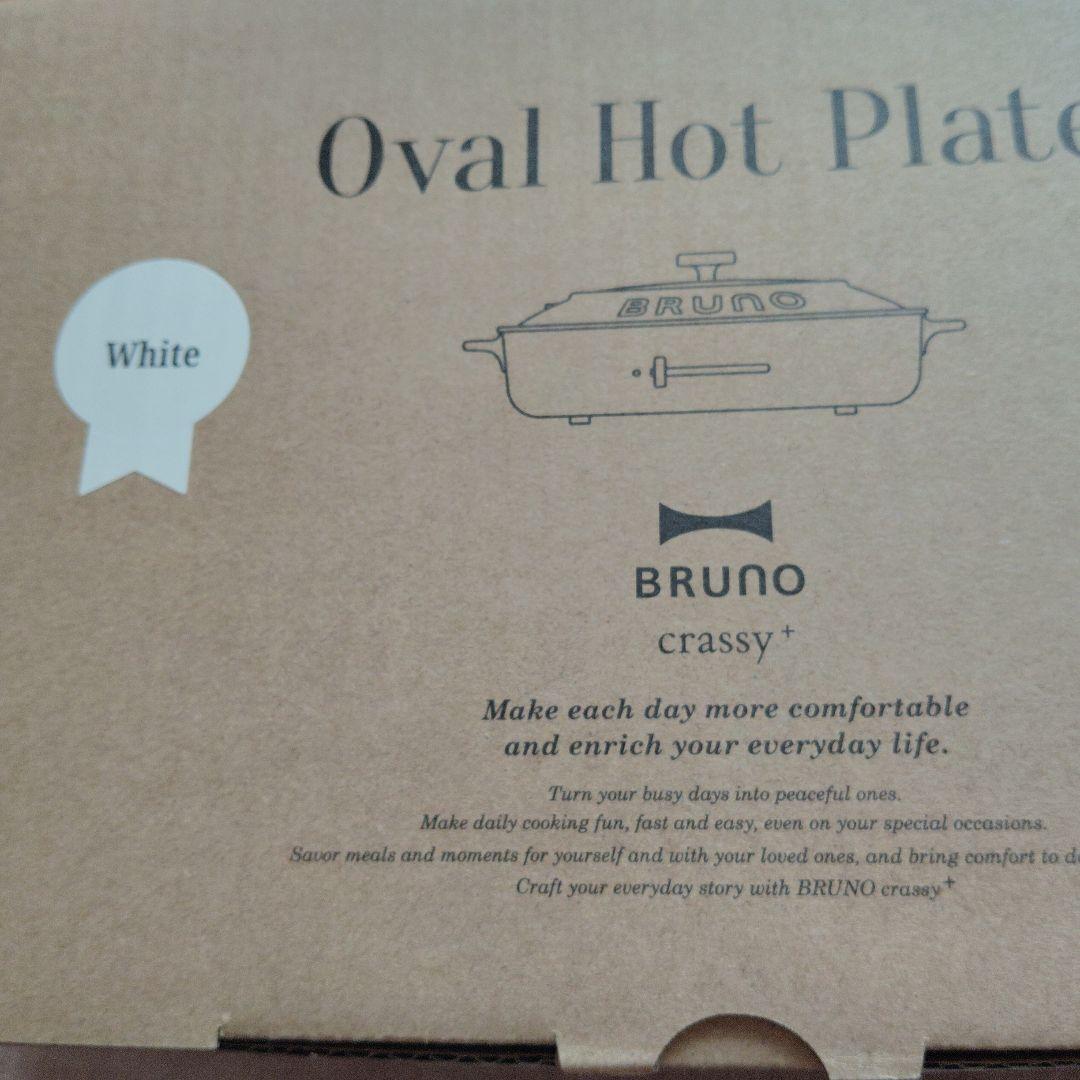 Oval Hot Plate
BRUNO
White
BRUNO
crassy+
Make each day more comfortable
and enrich your everyday life.
Turn your busy days into peaceful ones.
Make daily cooking fun, fast and easy, even on your special occasions.
Savor meals and moments for yourself and with your loved ones, and bring comfort to
Craft your everyday story with BRUNO crassy+